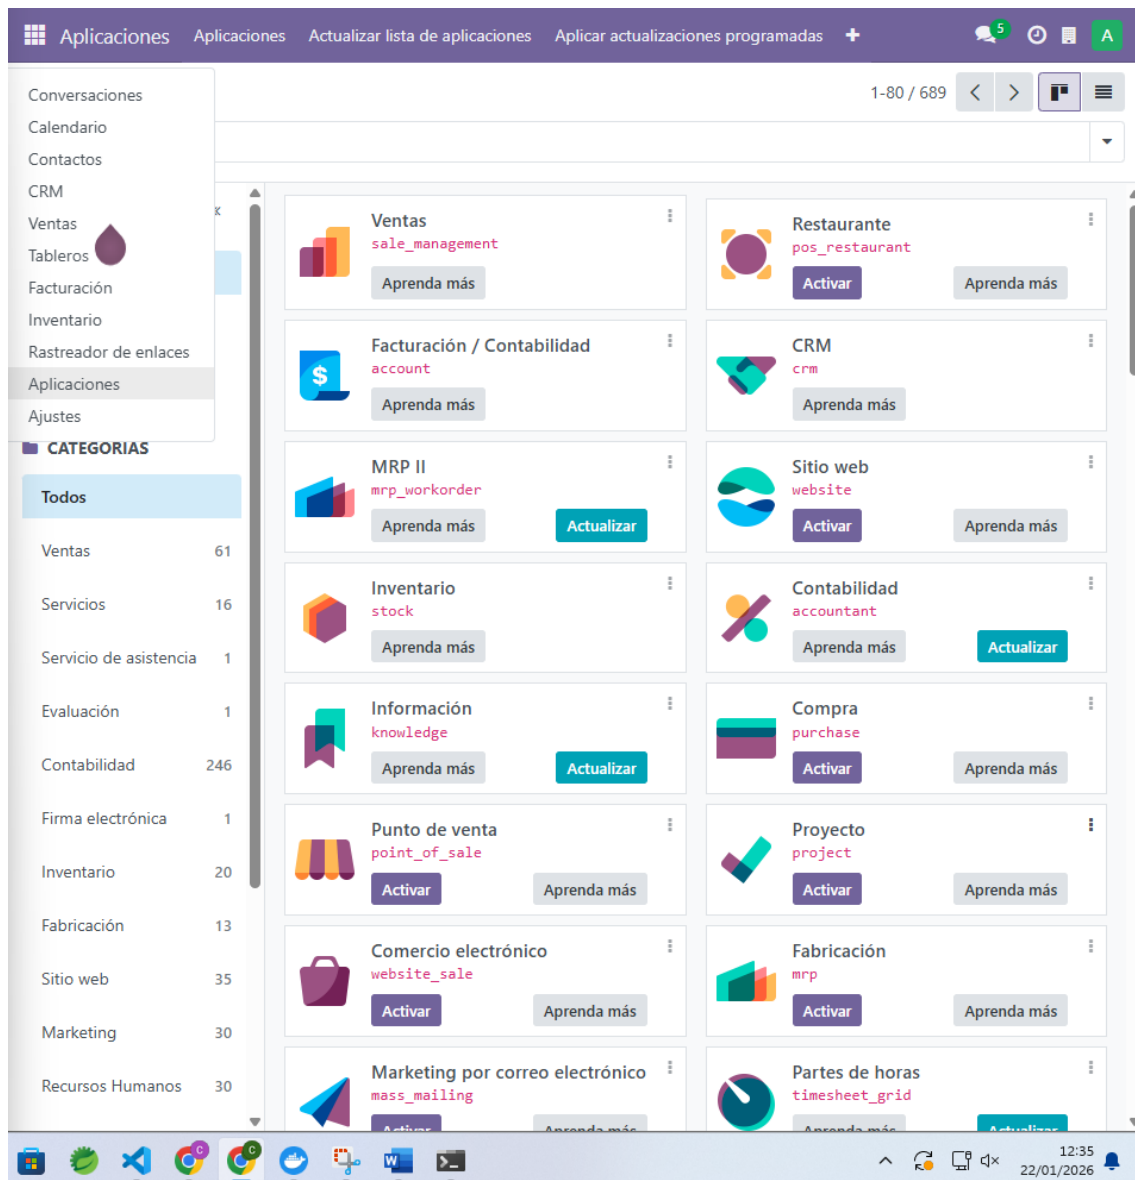 Aplicaciones Aplicaciones Actualizar lista de aplicaciones Aplicar actualizaciones programadas + 5 A
Conversaciones
Calendario
Contactos
CRM
Ventas
Tableros
Facturación
Inventario
Rastreador de enlaces
Aplicaciones
Ajustes
1-80 / 689
CATEGORÍAS
Todos
Ventas 61
Servicios 16
Servicio de asistencia 1
Evaluación 1
Contabilidad 246
Firma electrónica 1
Inventario 20
Fabricación 13
Sitio web 35
Marketing 30
Recursos Humanos 30
Ventas
sale_management
Aprenda más
Restaurante
pos_restaurant
Activar Aprenda más
Facturación / Contabilidad
account
Aprenda más
CRM
crm
Aprenda más
MRP II
mrp_workorder
Aprenda más Actualizar
Sitio web
website
Activar Aprenda más
Inventario
stock
Aprenda más
Contabilidad
accountant
Aprenda más Actualizar
Información
knowledge
Aprenda más Actualizar
Compra
purchase
Activar Aprenda más
Punto de venta
point_of_sale
Activar Aprenda más
Proyecto
project
Activar Aprenda más
Comercio electrónico
website_sale
Activar Aprenda más
Fabricación
mrp
Activar Aprenda más
Marketing por correo electrónico
mass_mailing
Activar Aprenda más
Partes de horas
timesheet_grid
Aprenda más Actualizar
12:35
22/01/2026